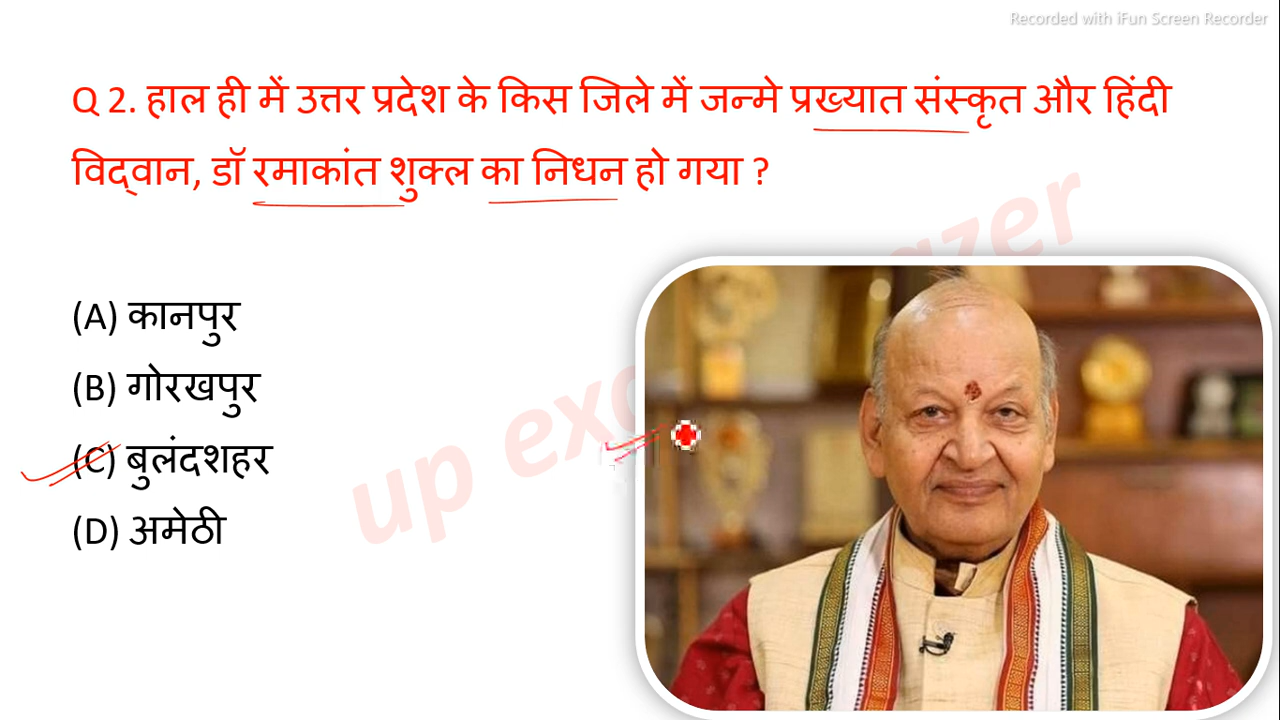 Recorded with iFun Screen Recorder
Q 2. हाल ही में उत्तर प्रदेश के किस जिले में जन्मे प्रख्यात संस्कृत और हिंदी
विद्वान, डॉ रमाकांत शुक्ल का निधन हो गया ?
(A) कानपुर
(B) गोरखपुर
(C) बुलंदशहर
(D) अमेठी
up